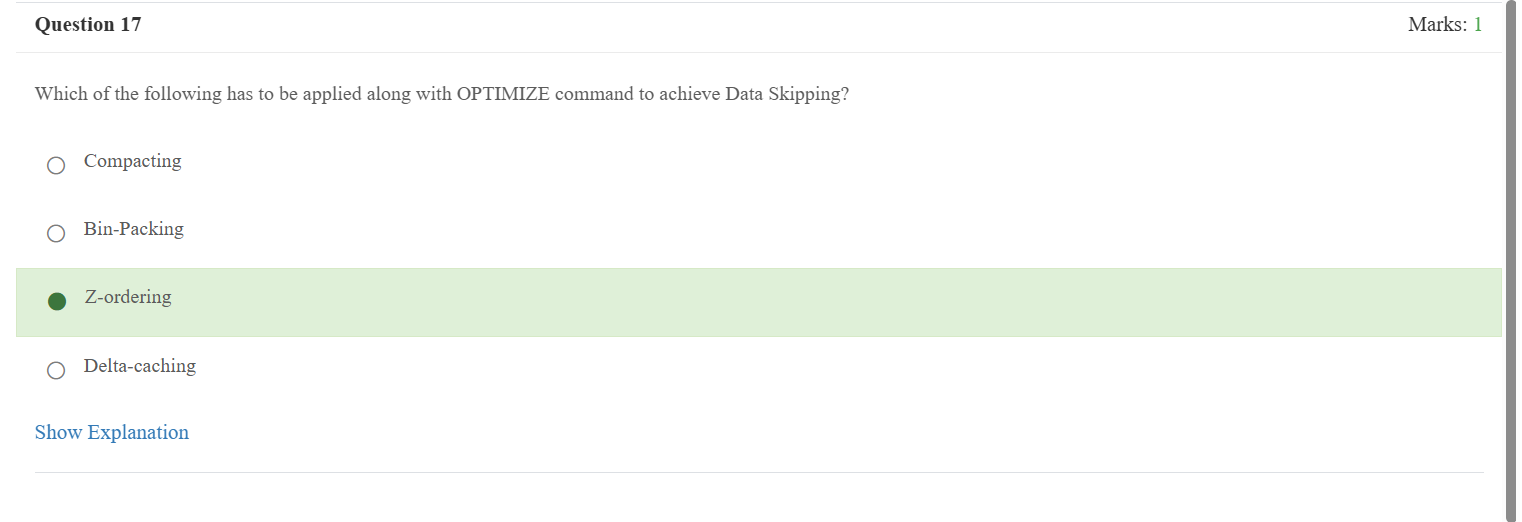 Question 17
Marks: 1
Which of the following has to be applied along with OPTIMIZE command to achieve Data Skipping?
Compacting
Bin-Packing
Z-ordering
Delta-caching
Show Explanation